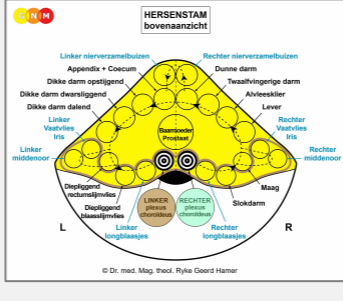 GNM
HERSENSTAM
bovenaanzicht
Linker nierverzamelbuizen
Rechter nierverzamelbuizen
Appendix + Coecum
Dunne darm
Dikke darm opstijgend
Twaalfvingerige darm
Dikke darm dwarsliggend
Alvleesklier
Dikke darm dalend
Lever
Linker
Vaatvlies
Iris
Rechter
Vaatvlies
Iris
Baarmoeder
Prostaat
Linker
middenoor
Rechter
middenoor
Diepliggend
rectumslijmvlies
Maag
Diepliggend
blaasslijmvlies
Slokdarm
LINKER
plexus
choroïdeus
RECHTER
plexus
choroïdeus
L
R
Linker
longblaasjes
Rechter
longblaasjes
© Dr. med. Mag. theol. Ryke Geerd Hamer